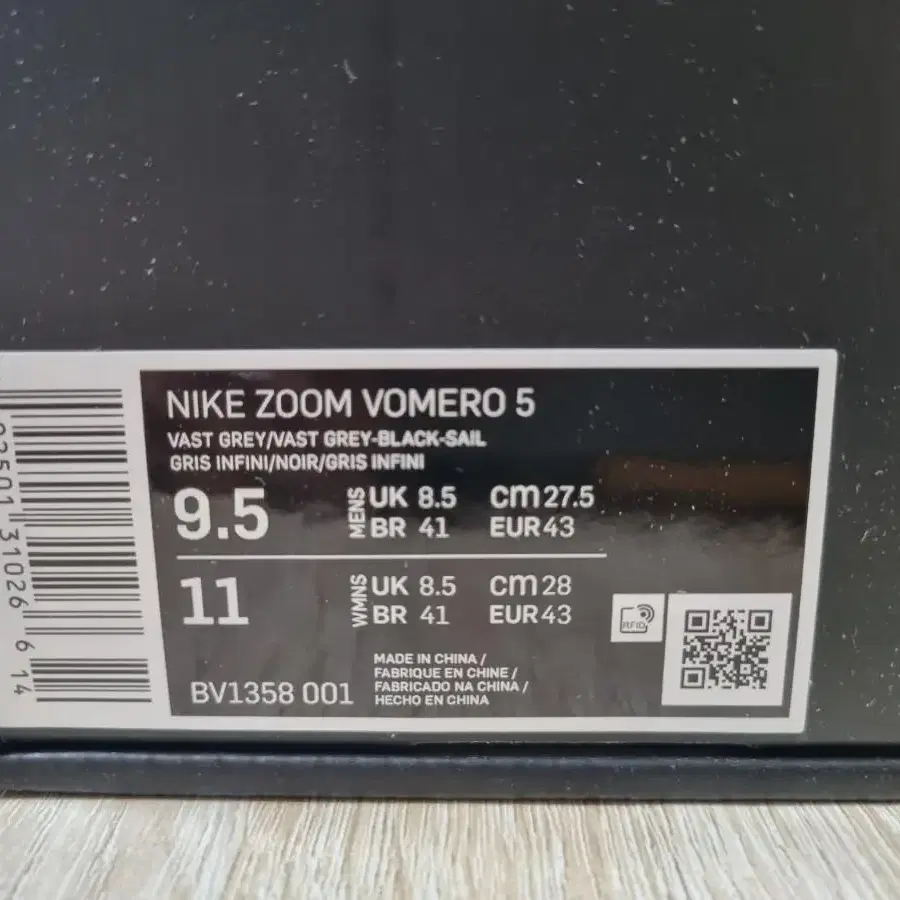 NIKE ZOOM VOMERO 5
VAST GREY/VAST GREY-BLACK-SAIL
GRIS INFINI/NOIR/GRIS INFINI
9.5 MENS UK 8.5 cm 27.5
BR 41 EUR 43
11 WMNS UK 8.5 cm 28
BR 41 EUR 43
RFID
BV1358 001
MADE IN CHINA /
FABRIQUE EN CHINE /
FABRICADO NA CHINA /
HECHO EN CHINA
31026 6 14